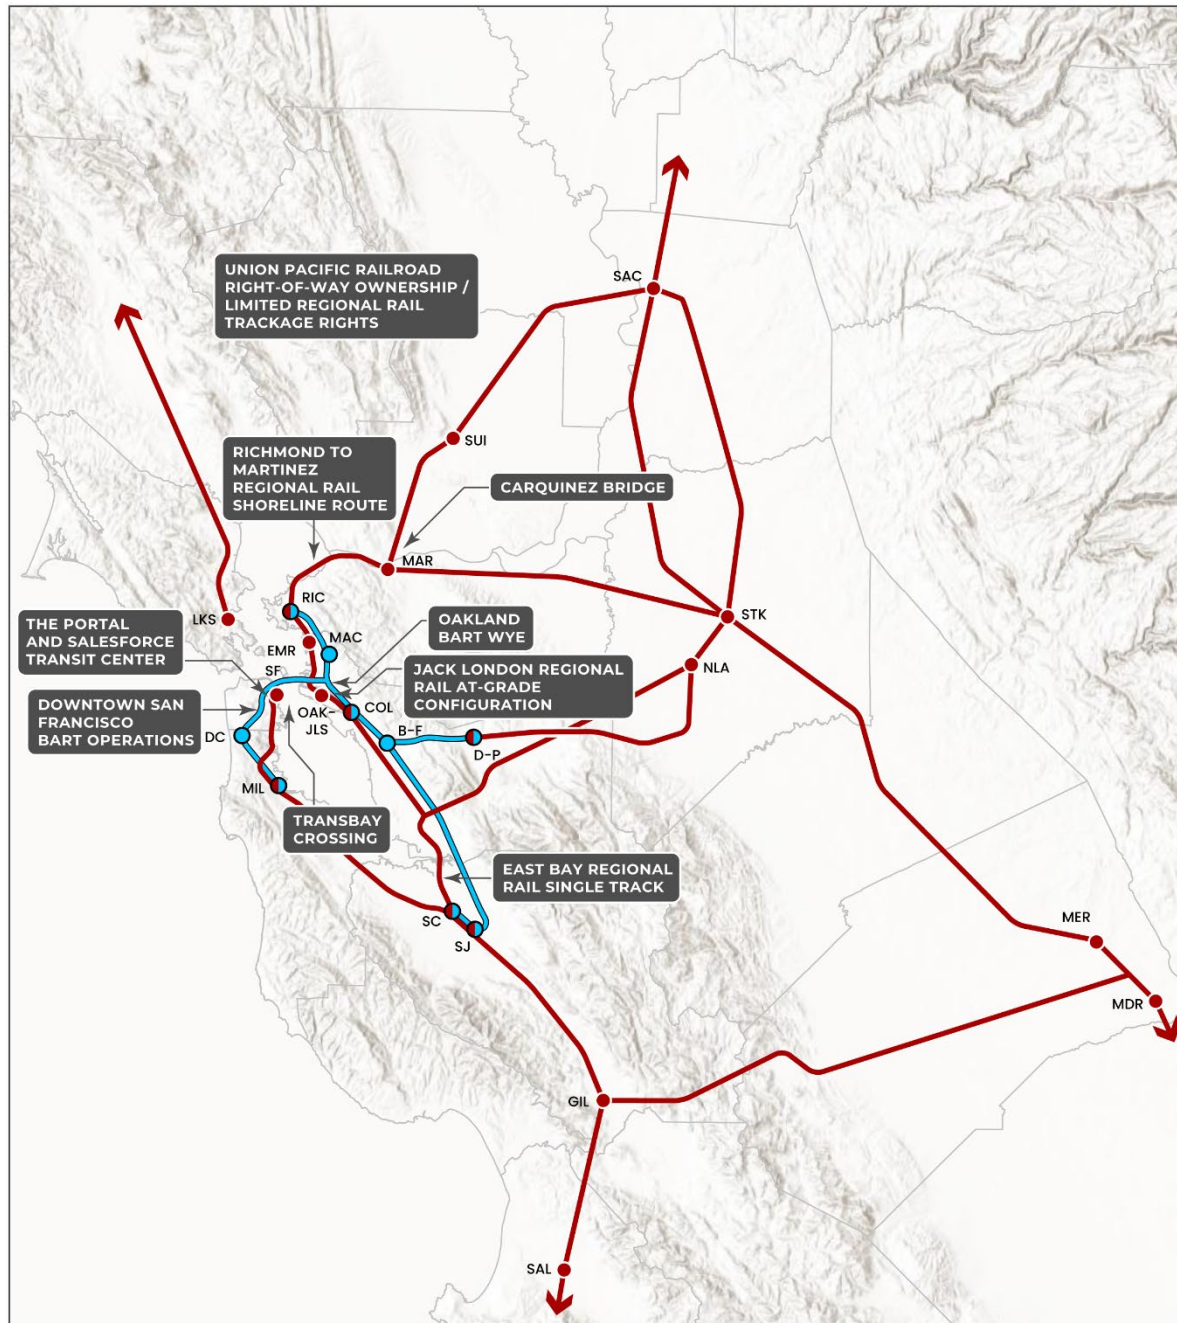 SAC
UNION PACIFIC RAILROAD
RIGHT-OF-WAY OWNERSHIP /
LIMITED REGIONAL RAIL
TRACKAGE RIGHTS
SUI
RICHMOND TO
MARTINEZ
REGIONAL RAIL
SHORELINE ROUTE
CARQUINEZ BRIDGE
MAR
RIC
LKS
STK
THE PORTAL
AND SALESFORCE
TRANSIT CENTER
EMR
MAC
OAKLAND
BART WYE
SF
JACK LONDON REGIONAL
RAIL AT-GRADE
CONFIGURATION
NLA
DOWNTOWN SAN
FRANCISCO
BART OPERATIONS
DC
OAK-
JLS
COL
B-F
D-P
MIL
TRANSBAY
CROSSING
EAST BAY REGIONAL
RAIL SINGLE TRACK
SC
SJ
MER
MDR
GIL
SAL